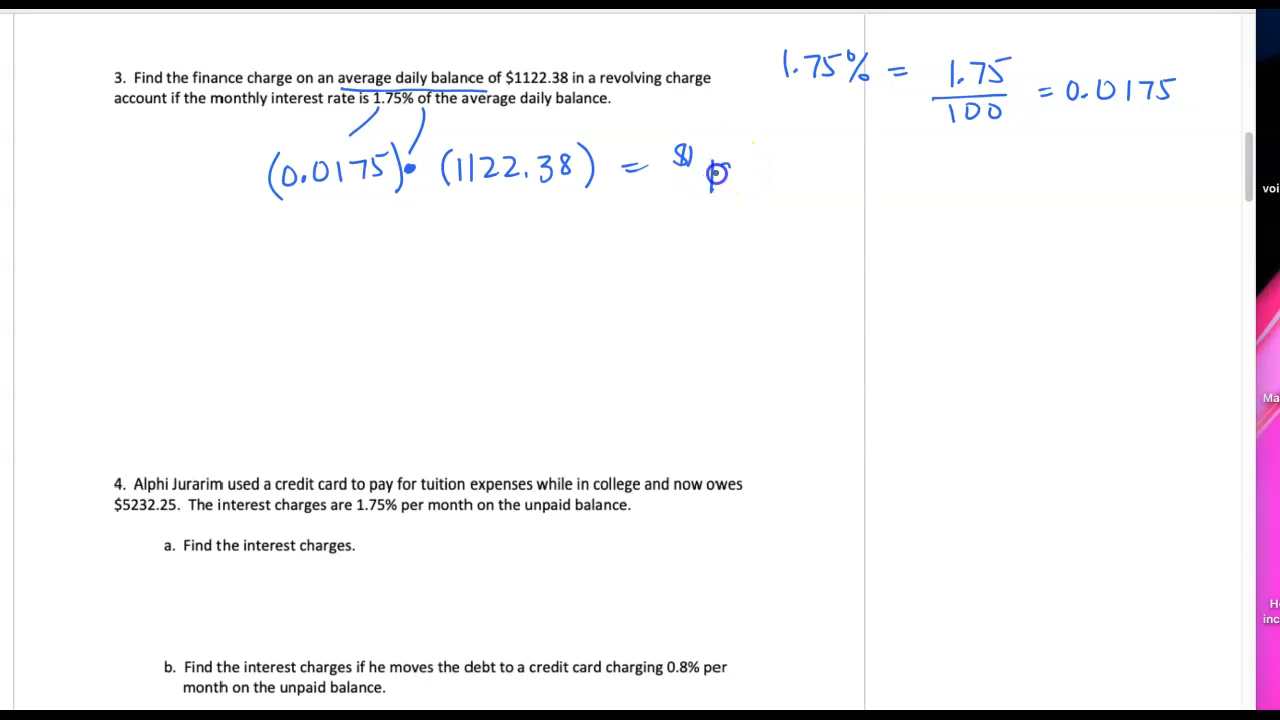 3. Find the finance charge on an average daily balance of $1122.38 in a revolving charge
account if the monthly interest rate is 1.75% of the average daily balance.
1.75% = 1.75/100 = 0.0175
(0.0175) • (1122.38) = $
4. Alphi Jurarim used a credit card to pay for tuition expenses while in college and now owes
$5232.25. The interest charges are 1.75% per month on the unpaid balance.
a. Find the interest charges.
b. Find the interest charges if he moves the debt to a credit card charging 0.8% per
month on the unpaid balance.
voi
Ma
H
inc